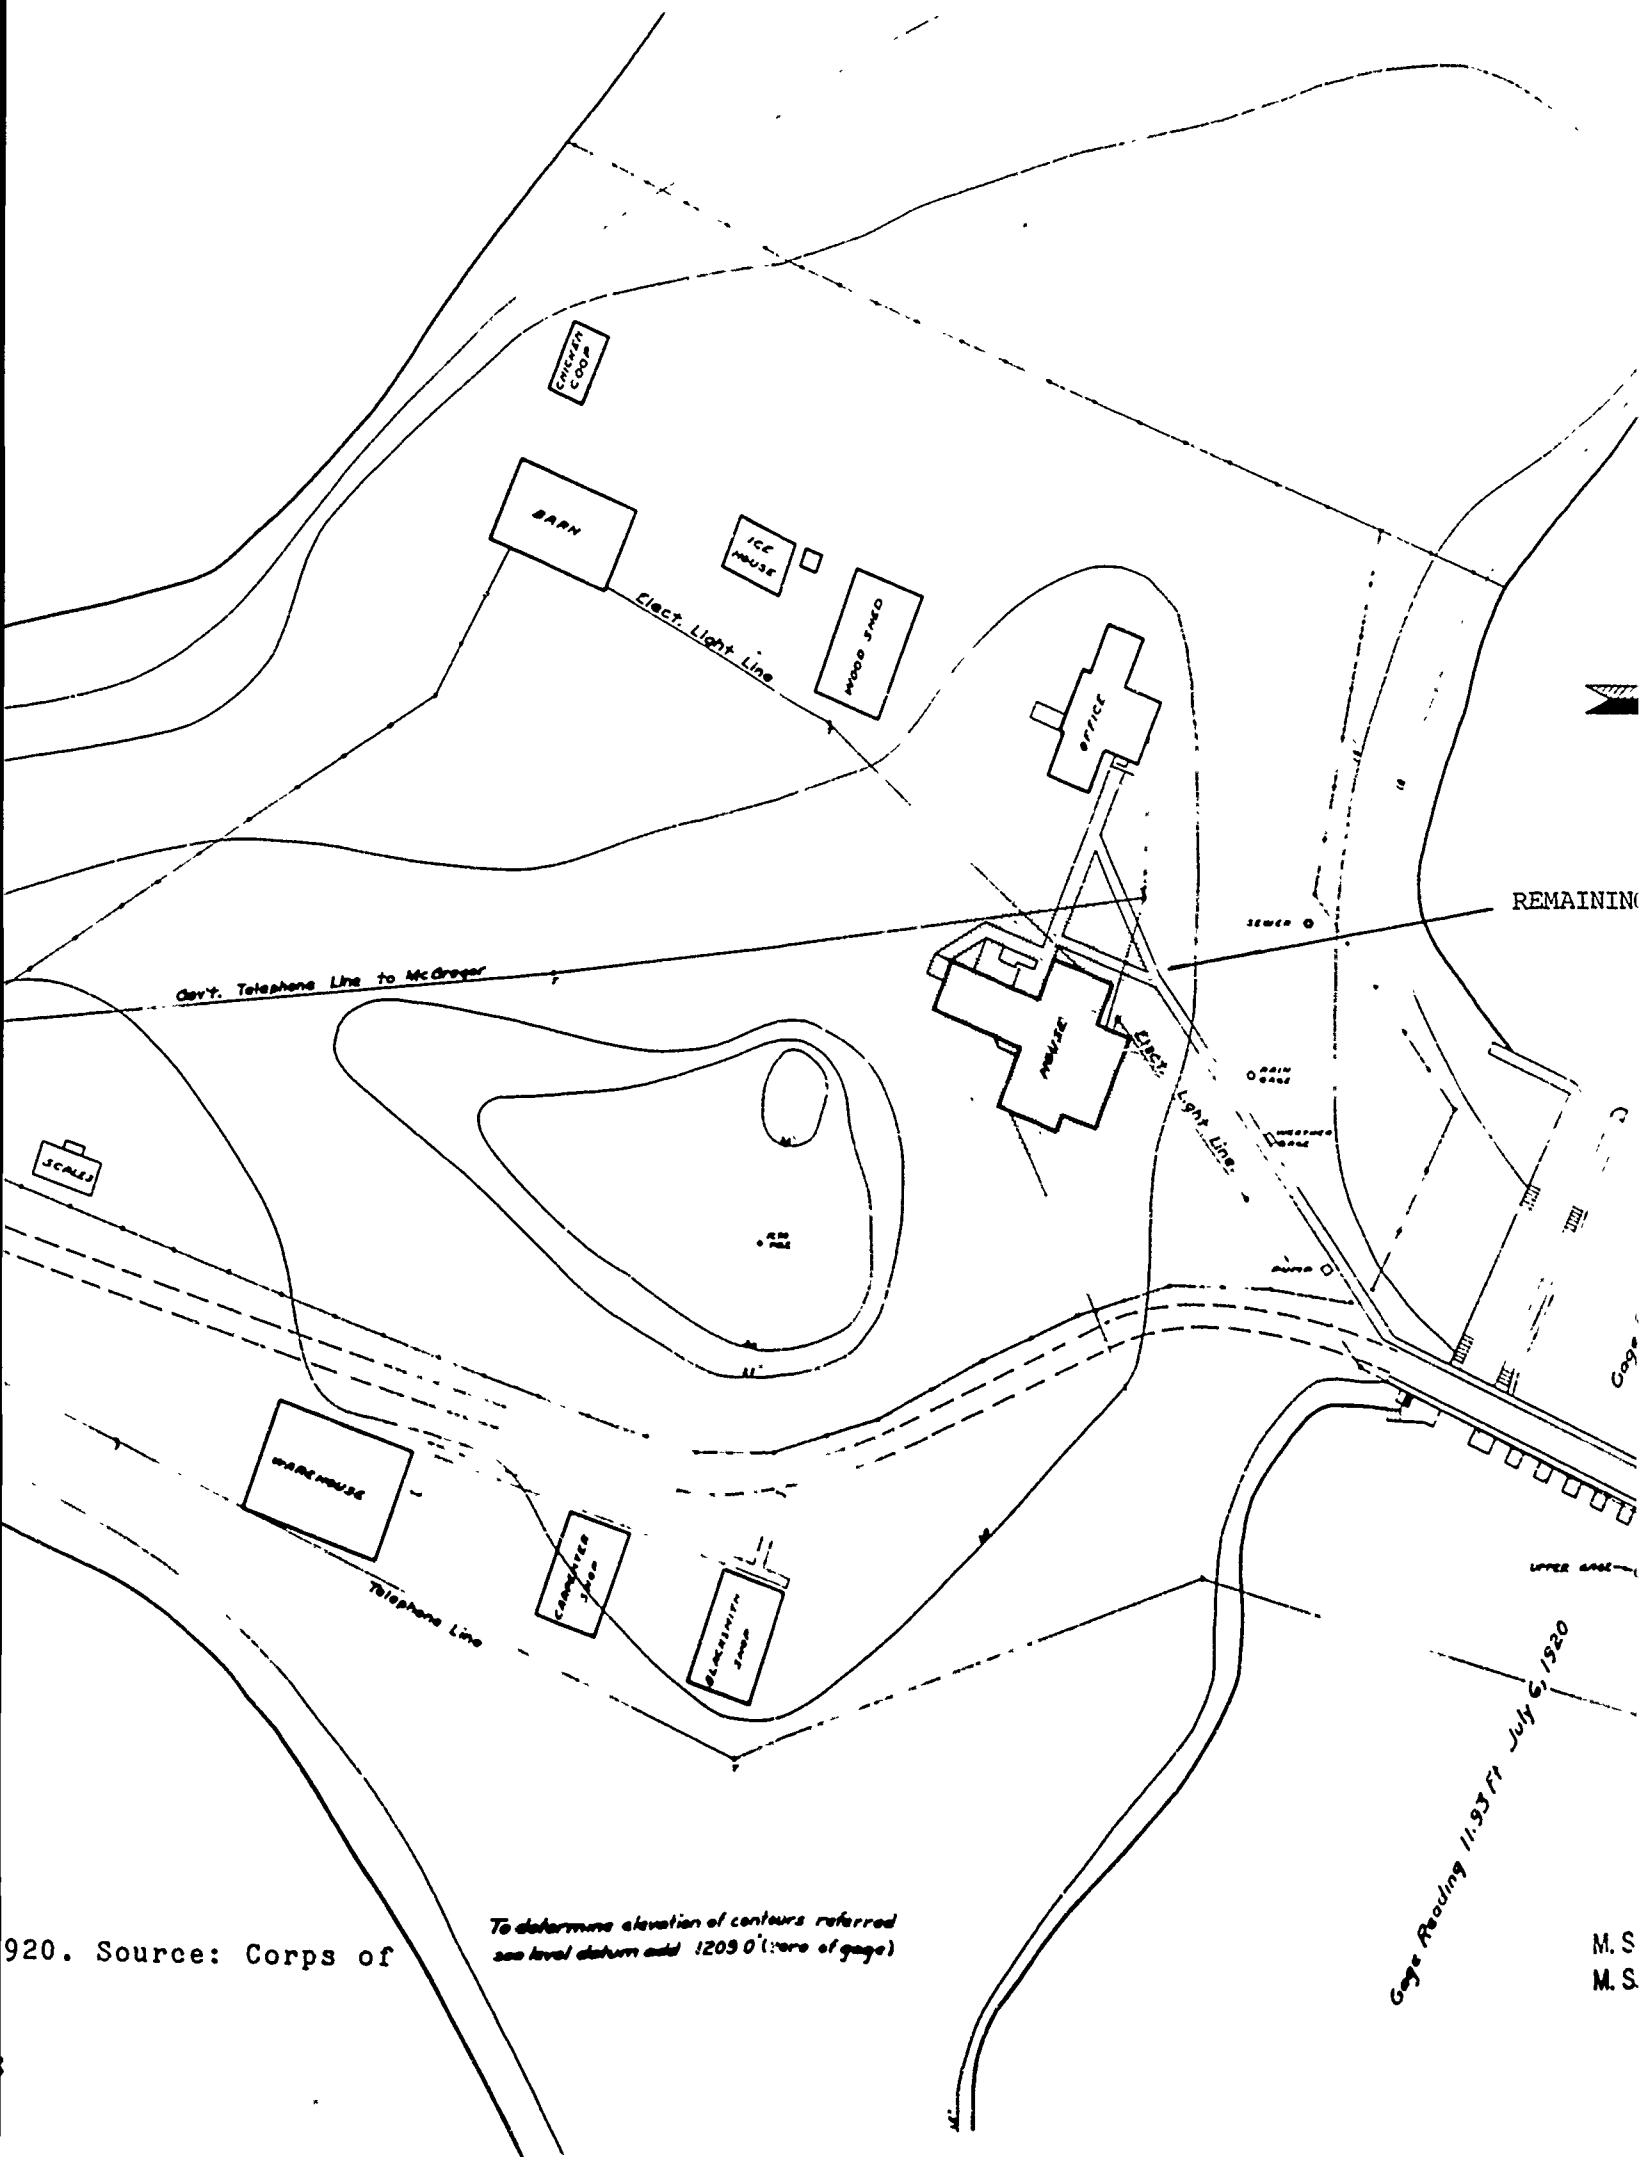 CHICKEN
COOP
BARN
ICE
HOUSE
WOOD SHED
Elect. Light Line
OFFICE
REMAINING
SEWER
Gov't. Telephone Line to McGregor
HOUSE
Elect. Light Line.
RAIN
GAGE
WEATHER
GAGE
SCALES
PUMP
Gage
WAREHOUSE
CARPENTER
SHOP
BLACKSMITH
SHOP
Telephone Line
UPPER GAGE
Gage Reading 11.93 Ft July 6, 1920
To determine elevation of contours referred
sea level datum add 1209.0' (zero of gage)
920. Source: Corps of
M. S
M. S.